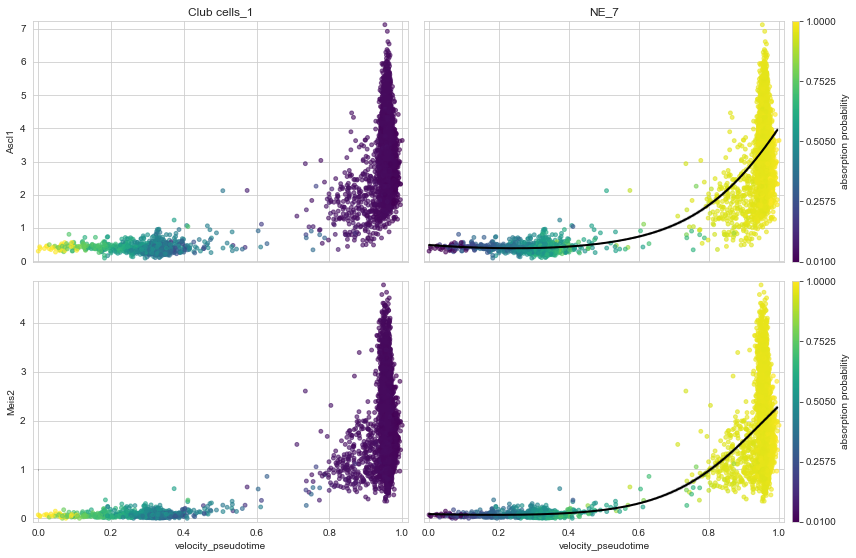 Club cells_1
NE_7
7
6
5
4
3
2
1
0
Ascl1
1.0000
0.7525
0.5050
0.2575
0.0100
absorption probability
4
3
2
1
0
Meis2
0.0 0.2 0.4 0.6 0.8 1.0
velocity_pseudotime
0.0 0.2 0.4 0.6 0.8 1.0
velocity_pseudotime
1.0000
0.7525
0.5050
0.2575
0.0100
absorption probability